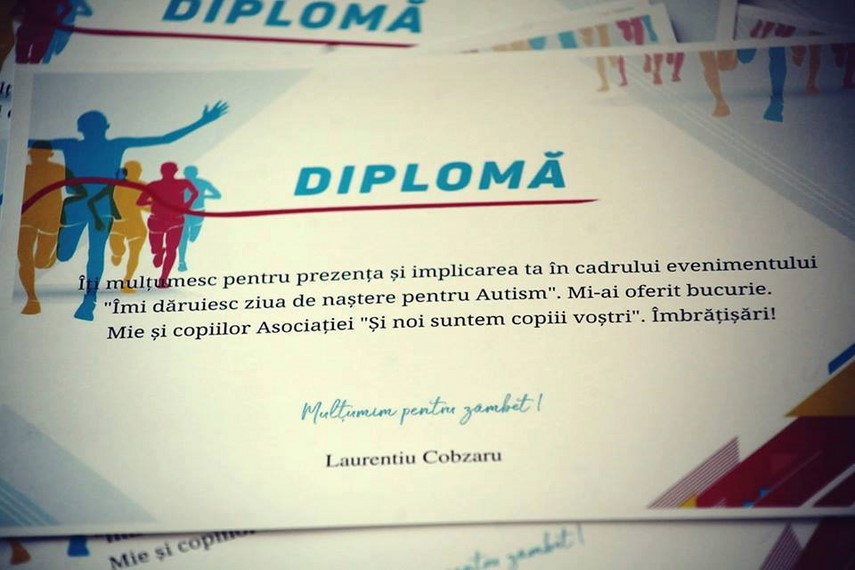 DIPLOMĂ
DIPLOMĂ
Îți mulțumesc pentru prezența și implicarea ta în cadrului evenimentului
"Îmi dăruiesc ziua de naștere pentru Autism". Mi-ai oferit bucurie.
Mie și copiilor Asociației "Și noi suntem copiii voștri". Îmbrățișări!
Mulțumim pentru zambet!
Laurentiu Cobzaru
Mie și copiilor
zambet!